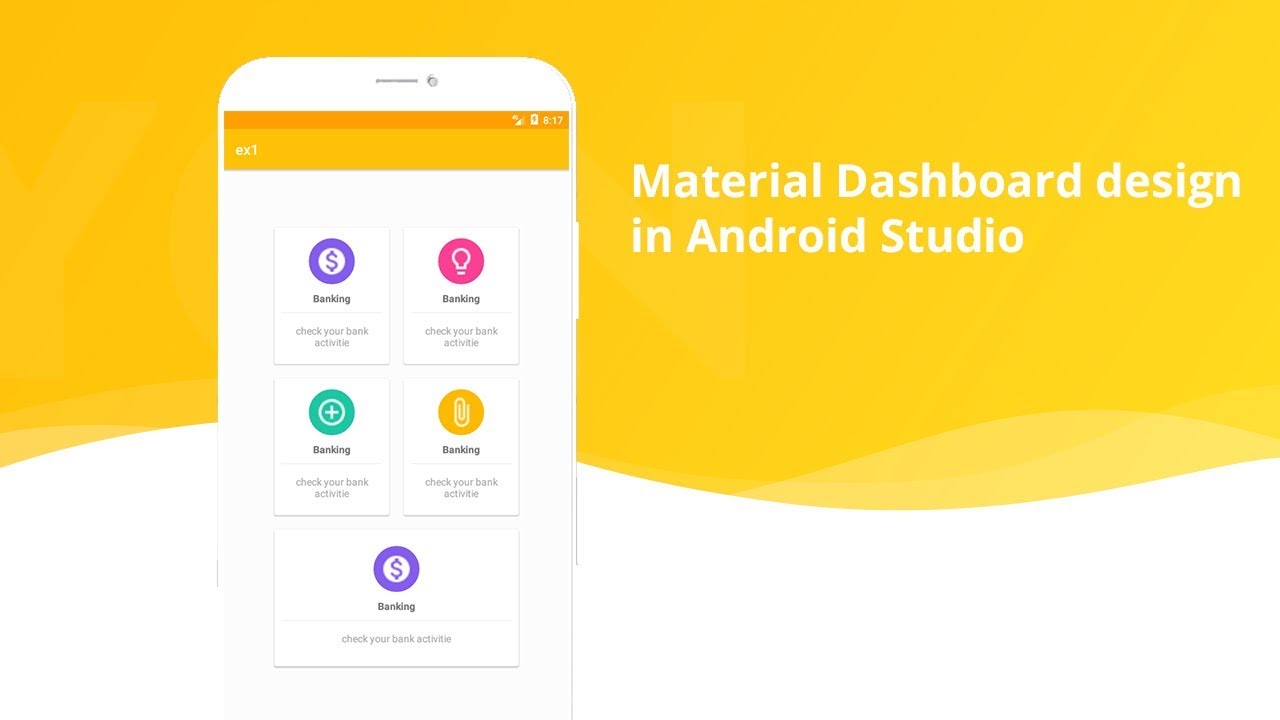 8:17
ex1
Material Dashboard design
in Android Studio
Banking
check your bank
activitie
Banking
check your bank
activitie
Banking
check your bank
activitie
Banking
check your bank
activitie
Banking
check your bank activitie